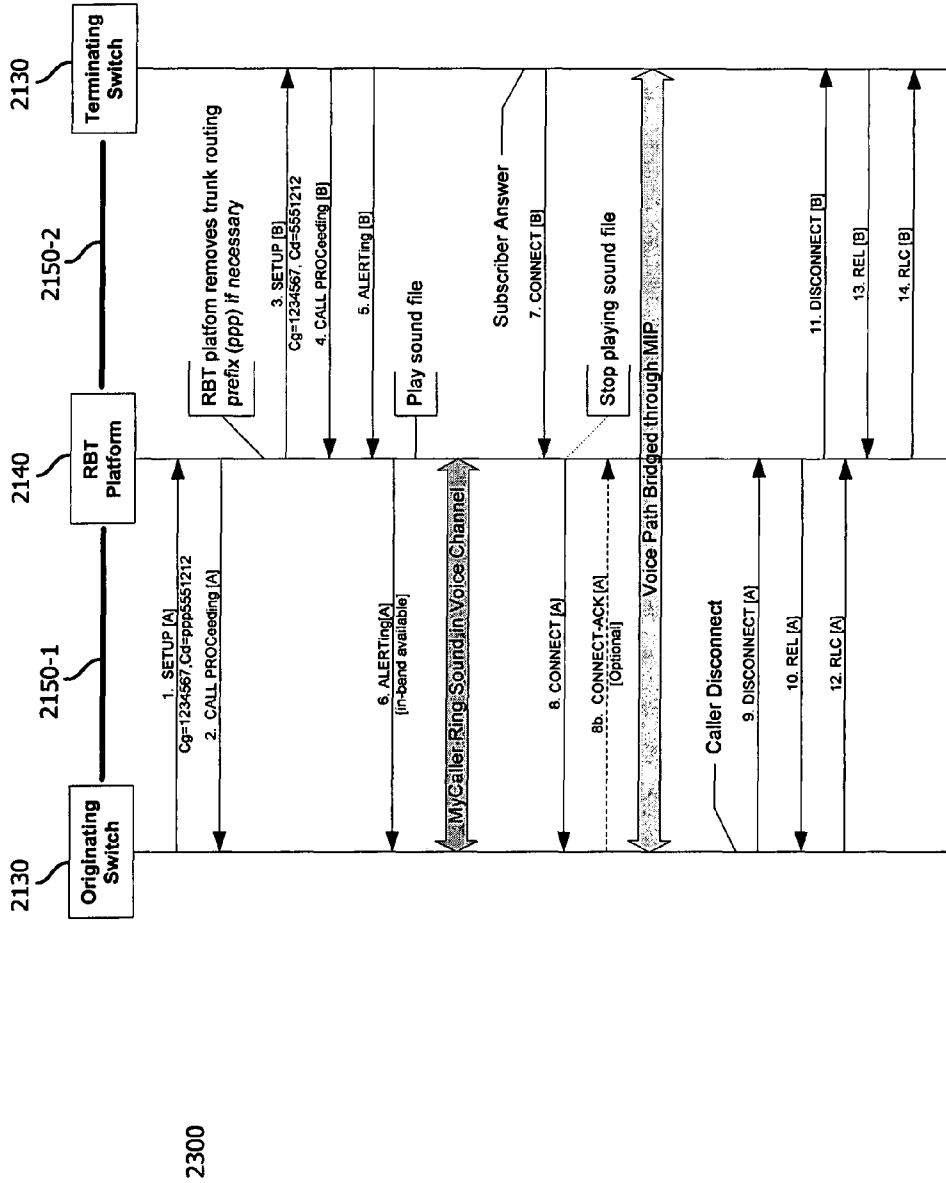 2300
2130
2150-1
2140
2150-2
2130
Originating
Switch
RBT
Platform
Terminating
Switch
1. SETUP [A]
Cg=1234567,Cd=ppp5551212
2. CALL PROCeeding [A]
RBT platform removes trunk routing
prefix (ppp) if necessary
3. SETUP [B]
Cg=1234567, Cd=5551212
4. CALL PROCeeding [B]
5. ALERTing [B]
6. ALERTing[A]
[in-band available]
Play sound file
MyCaller Ring Sound in Voice Channel
Subscriber Answer
7. CONNECT [B]
8. CONNECT [A]
8b. CONNECT-ACK [A]
[Optional]
Stop playing sound file
Voice Path Bridged through MIP
Caller Disconnect
9. DISCONNECT [A]
10. REL [A]
11. DISCONNECT [B]
12. RLC [A]
13. REL [B]
14. RLC [B]